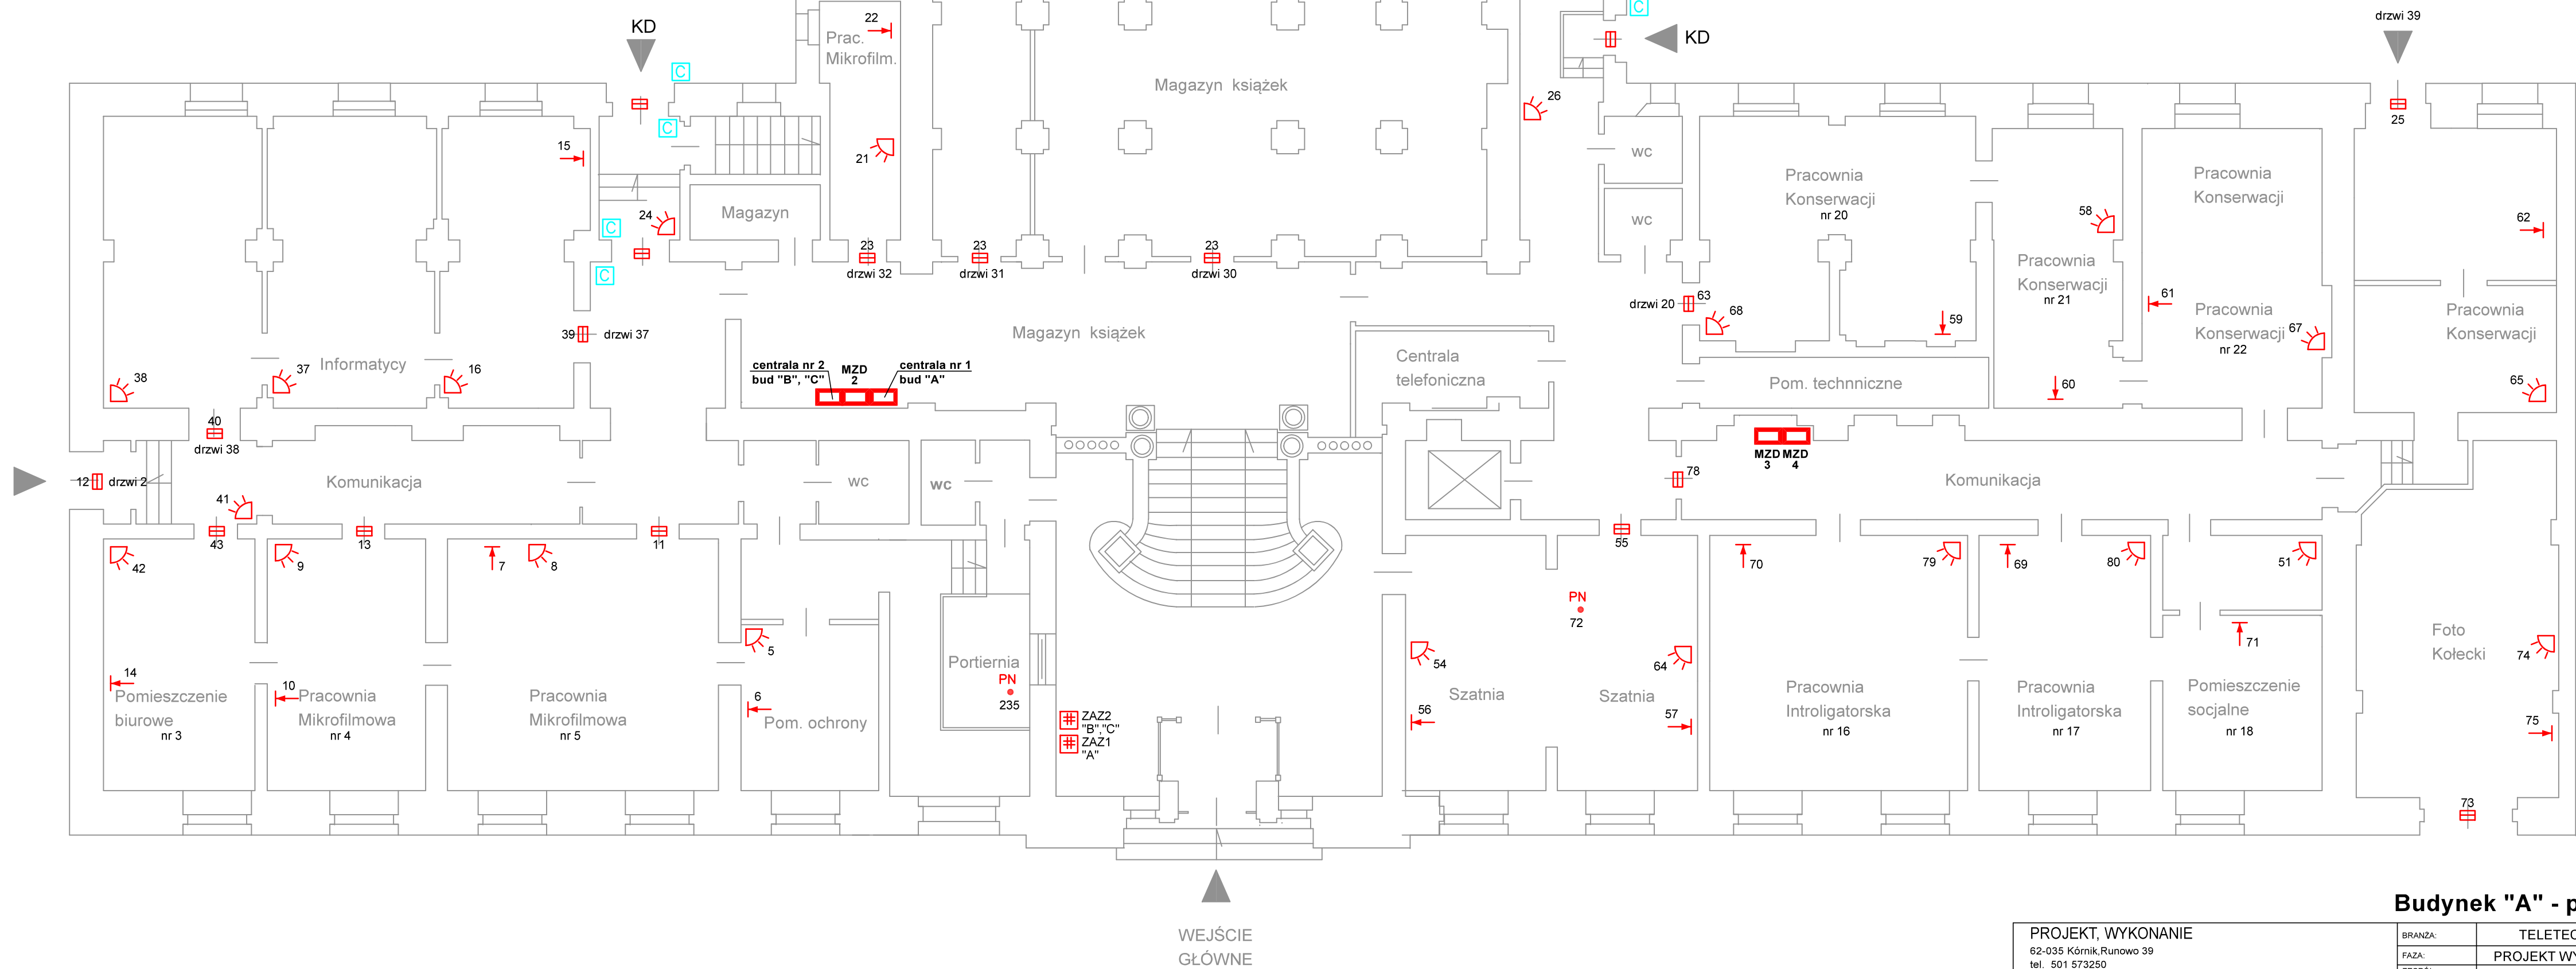 KD
22
Prac.
Mikrofilm.
Magazyn książek
C
KD
drzwi 39
C
26
25
C
15
21
wc
Pracownia
Konserwacji
nr 20
Pracownia
Konserwacji
58
62
24
C
Magazyn
wc
23
drzwi 32
23
drzwi 31
23
drzwi 30
C
Pracownia
Konserwacji
nr 21
61
Pracownia
Konserwacji
nr 22
67
Pracownia
Konserwacji
drzwi 20
63
68
59
39
drzwi 37
Magazyn książek
Informatycy
38
37
16
centrala nr 2
bud "B", "C"
MZD
2
centrala nr 1
bud "A"
Centrala
telefoniczna
Pom. technniczne
60
65
40
drzwi 38
MZD
3
MZD
4
12
drzwi 2
Komunikacja
wc
wc
78
Komunikacja
41
43
13
11
55
42
9
7
8
70
79
69
80
51
PN
72
5
54
64
71
Foto
Kołecki
74
14
Pomieszczenie
biurowe
nr 3
10
Pracownia
Mikrofilmowa
nr 4
Pracownia
Mikrofilmowa
nr 5
6
Pom. ochrony
Portiernia
PN
235
ZAZ2
"B","C"
ZAZ1
"A"
Szatnia
56
Szatnia
57
Pracownia
Introligatorska
nr 16
Pracownia
Introligatorska
nr 17
Pomieszczenie
socjalne
nr 18
75
73
WEJŚCIE
GŁÓWNE
Budynek "A" - p
PROJEKT, WYKONANIE
62-035 Kórnik,Runowo 39
tel. 501 573250
BRANŻA:
TELETEC
FAZA:
PROJEKT WY